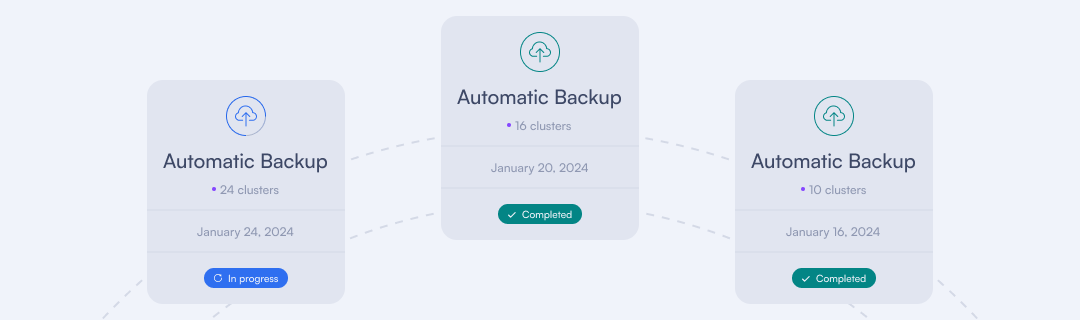 Automatic Backup
24 clusters
January 24, 2024
In progress
Automatic Backup
16 clusters
January 20, 2024
Completed
Automatic Backup
10 clusters
January 16, 2024
Completed